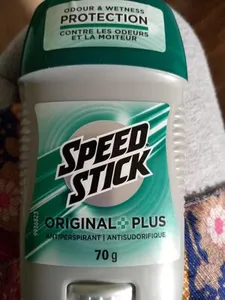 ODOUR & WETNESS
PROTECTION
CONTRE LES ODEURS
ET LA MOITEUR
SPEED
STICK
ORIGINAL PLUS
ANTIPERSPIRANT | ANTISUDORIFIQUE
70 g